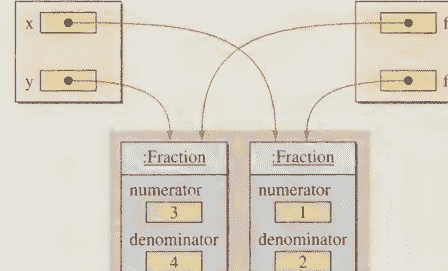 x f
y f
:Fraction :Fraction
numerator numerator
3 1
denominator denominator
4 2